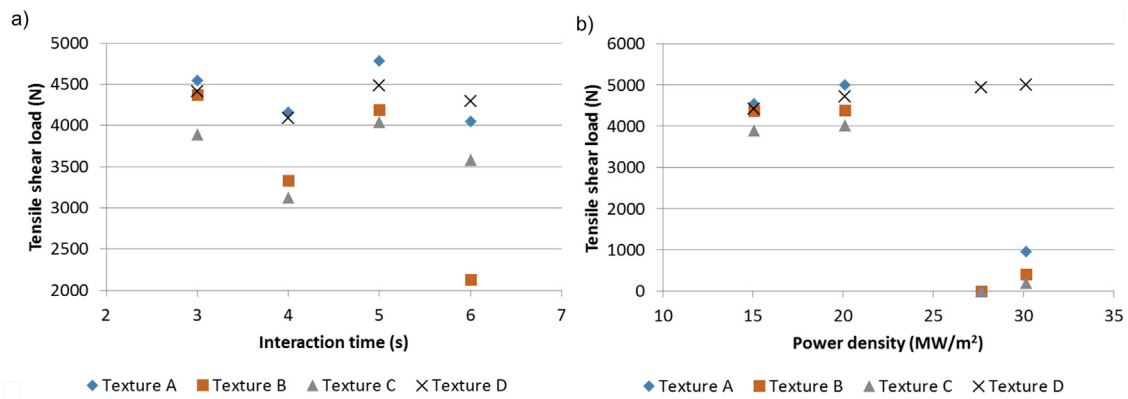 a)
Tensile shear load (N)
5000
4500
4000
3500
3000
2500
2000
2 3 4 5 6 7
Interaction time (s)
Texture A Texture B Texture C Texture D
b)
Tensile shear load (N)
6000
5000
4000
3000
2000
1000
0
10 15 20 25 30 35
Power density (MW/m²)
Texture A Texture B Texture C Texture D